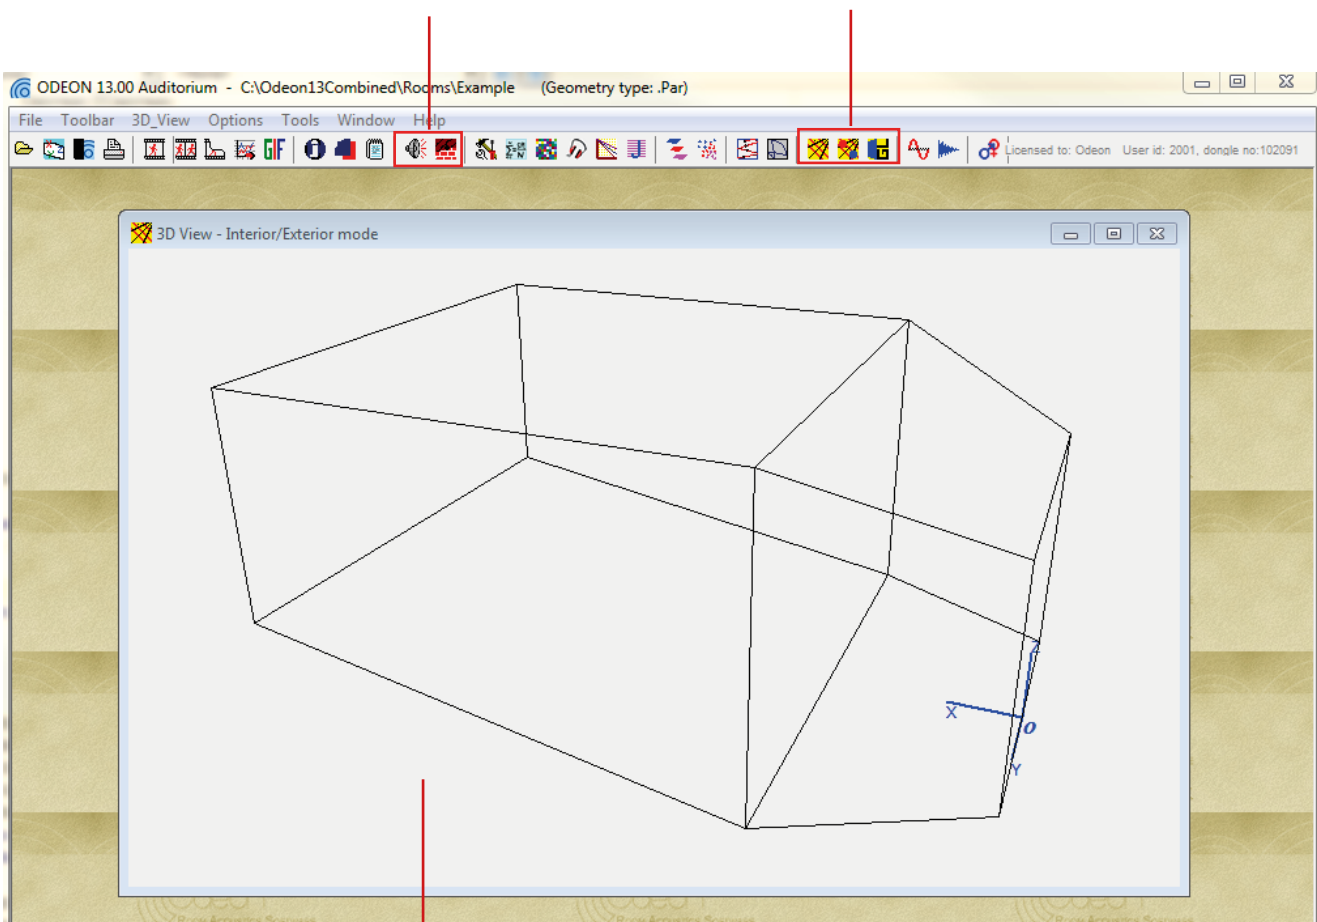 ODEON 13.00 Auditorium - C:\Odeon13Combined\Rooms\Example (Geometry type: .Par)
File Toolbar 3D_View Options Tools Window Help
GIF Licensed to: Odeon User id: 2001, dongle no:102091
3D View - Interior/Exterior mode
Z
X
O
Y